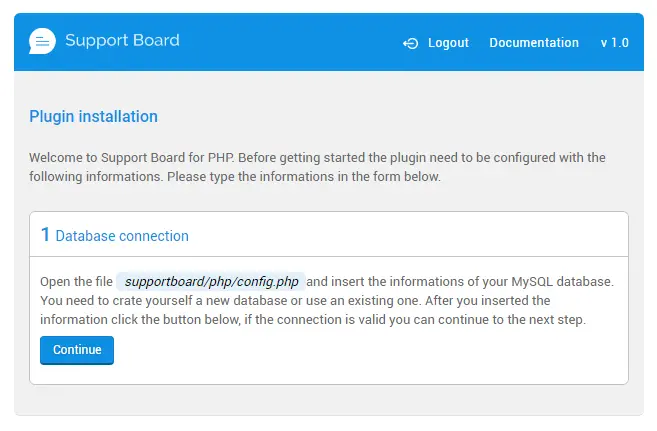 Support Board
Logout Documentation v 1.0
Plugin installation
Welcome to Support Board for PHP. Before getting started the plugin need to be configured with the
following informations. Please type the informations in the form below.
1 Database connection
Open the file supportboard/php/config.php and insert the informations of your MySQL database.
You need to crate yourself a new database or use an existing one. After you inserted the
information click the button below, if the connection is valid you can continue to the next step.
Continue